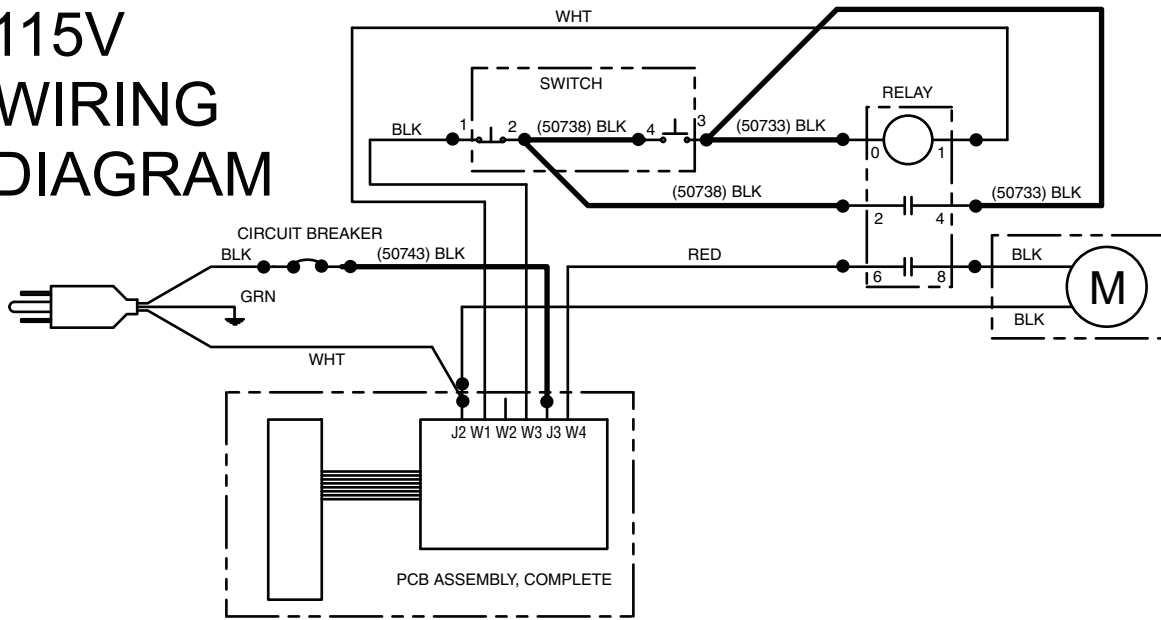 115V
WIRING
DIAGRAM
WHT
SWITCH
RELAY
BLK
1
2
(50738) BLK
4
3
(50733) BLK
0
1
(50738) BLK
2
4
(50733) BLK
CIRCUIT BREAKER
BLK
(50743) BLK
RED
6
8
BLK
M
GRN
BLK
WHT
J2 W1 W2 W3 J3 W4
PCB ASSEMBLY, COMPLETE